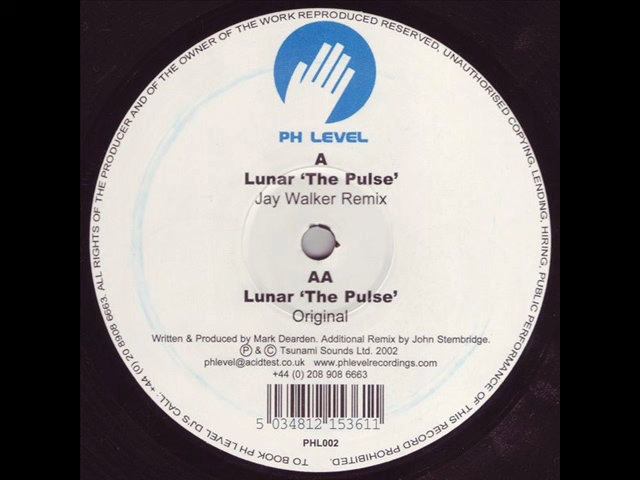 ALL RIGHTS OF THE PRODUCER AND OF THE OWNER OF THE WORK REPRODUCED RESERVED. UNAUTHORISED COPYING, LENDING, HIRING, PUBLIC PERFORMANCE OF THIS RECORD PROHIBITED.
TO BOOK PH LEVEL DJ'S CALL: +44 (0)20 8908 6663.
PH LEVEL
A
Lunar ‘The Pulse’
Jay Walker Remix
AA
Lunar ‘The Pulse’
Original
Written & Produced by Mark Dearden. Additional Remix by John Stembridge.
Ⓟ & Ⓒ Tsunami Sounds Ltd. 2002
phlevel@acidtest.co.uk www.phlevelrecordings.com
+44 (0) 208 908 6663
5 034812 153611
PHL002